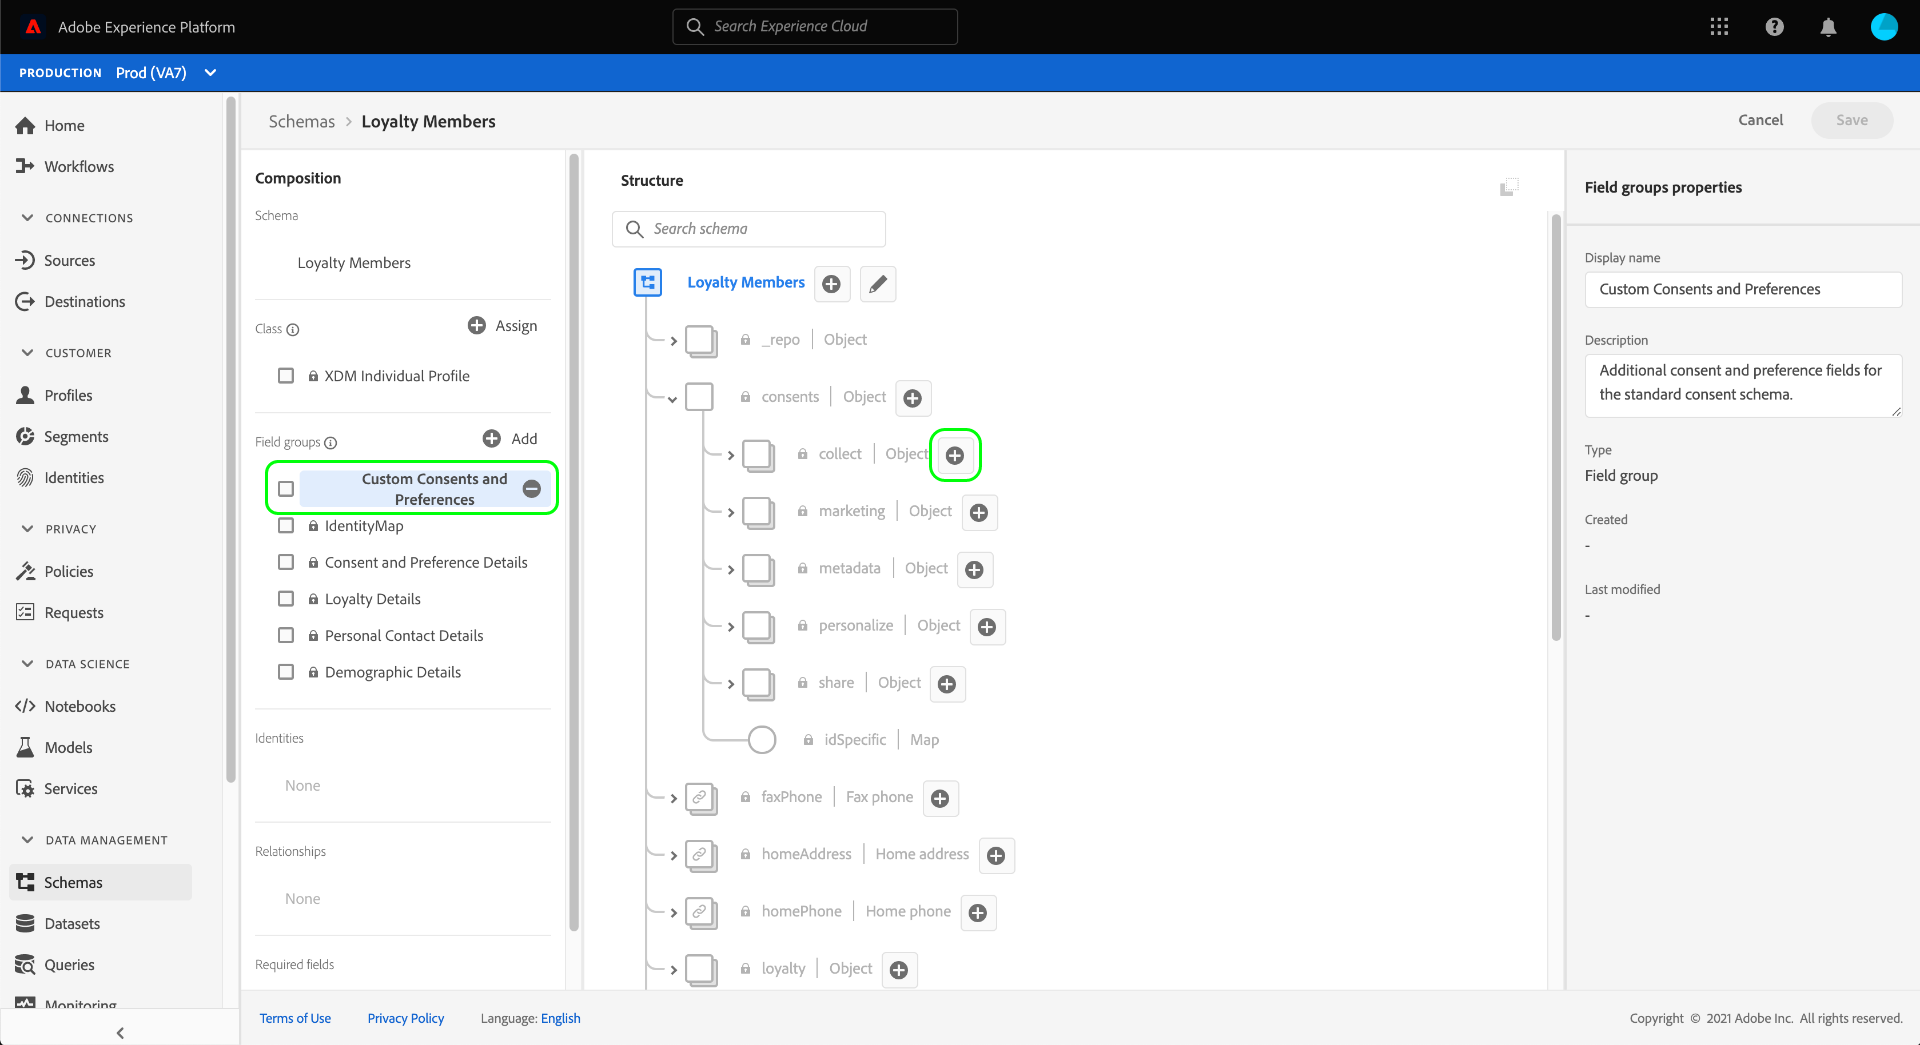 Adobe Experience Platform
Search Experience Cloud
PRODUCTION Prod (VA7)
Home
Workflows
CONNECTIONS
Sources
Destinations
CUSTOMER
Profiles
Segments
Identities
PRIVACY
Policies
Requests
DATA SCIENCE
Notebooks
Models
Services
DATA MANAGEMENT
Schemas
Datasets
Queries
Monitoring
Schemas > Loyalty Members
Cancel
Save
Composition
Schema
Loyalty Members
Class
Assign
XDM Individual Profile
Field groups
Add
Custom Consents and
Preferences
IdentityMap
Consent and Preference Details
Loyalty Details
Personal Contact Details
Demographic Details
Identities
None
Relationships
None
Required fields
Structure
Search schema
Loyalty Members
_repo | Object
consents | Object
collect | Object
marketing | Object
metadata | Object
personalize | Object
share | Object
idSpecific | Map
faxPhone | Fax phone
homeAddress | Home address
homePhone | Home phone
loyalty | Object
Field groups properties
Display name
Custom Consents and Preferences
Description
Additional consent and preference fields for
the standard consent schema.
Type
Field group
Created
-
Last modified
-
Terms of Use
Privacy Policy
Language: English
Copyright © 2021 Adobe Inc. All rights reserved.